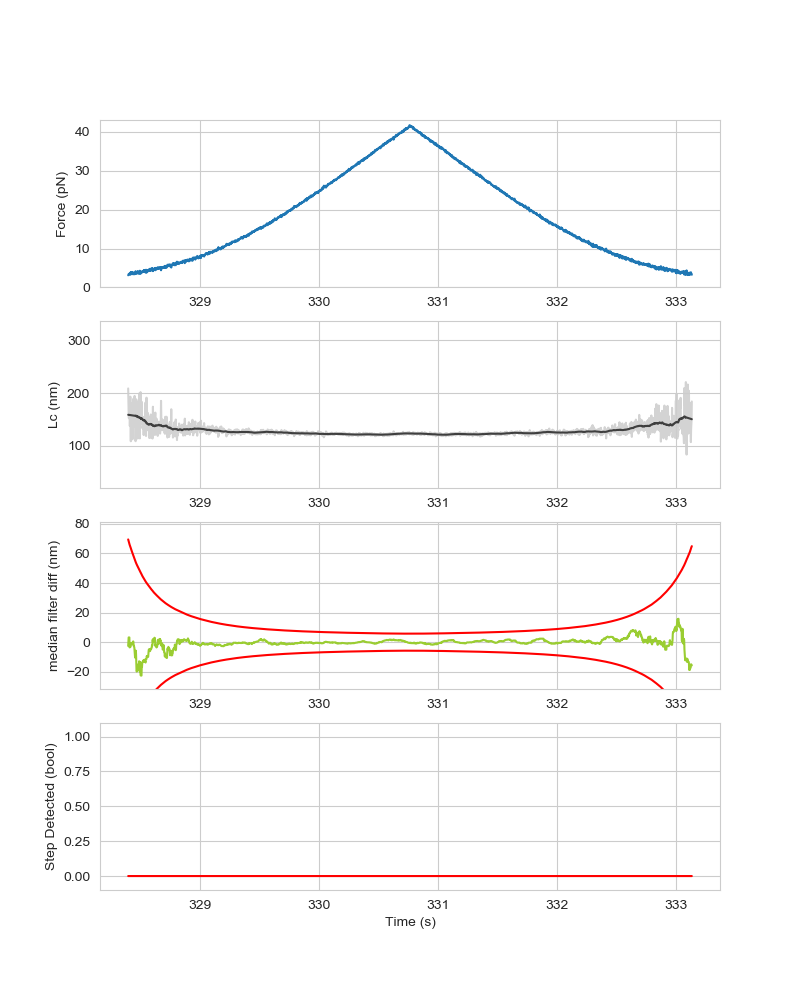 Force (pN)
40
30
20
10
0
329 330 331 332 333
Lc (nm)
300
200
100
329 330 331 332 333
median filter diff (nm)
80
60
40
20
0
−20
329 330 331 332 333
Step Detected (bool)
1.00
0.75
0.50
0.25
0.00
329 330 331 332 333
Time (s)